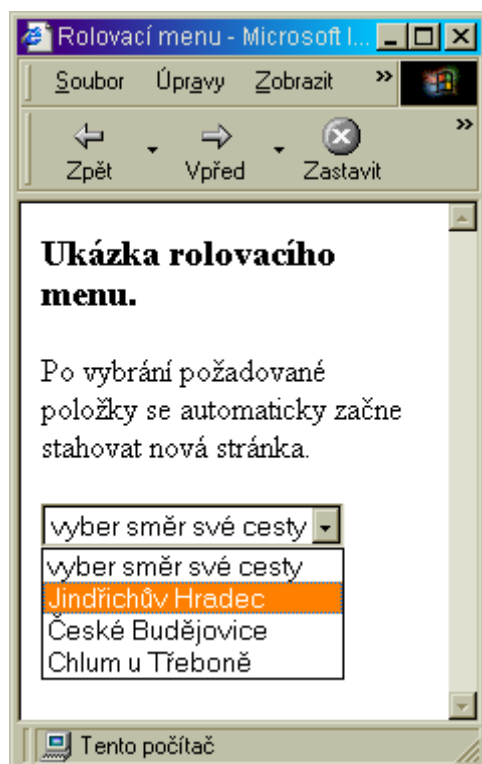 Rolovací menu - Microsoft I...
Soubor Úpravy Zobrazit »
Zpět Vpřed Zastavit »
Ukázka rolovacího
menu.
Po vybrání požadované
položky se automaticky začne
stahovat nová stránka.
vyber směr své cesty
vyber směr své cesty
Jindřichův Hradec
České Budějovice
Chlum u Třeboně
Tento počítač